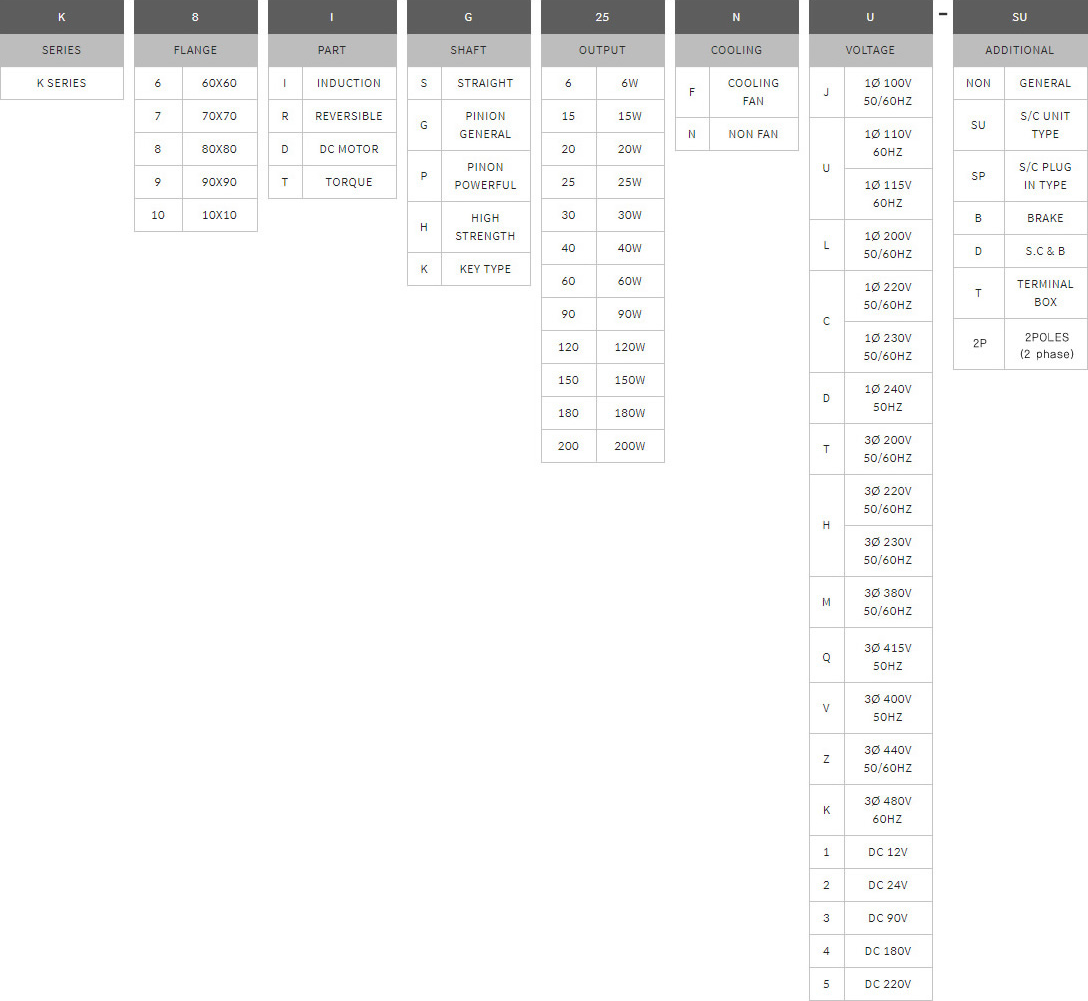 K
SERIES
K SERIES
8
FLANGE
6 60X60
7 70X70
8 80X80
9 90X90
10 10X10
I
PART
I INDUCTION
R REVERSIBLE
D DC MOTOR
T TORQUE
G
SHAFT
S STRAIGHT
G PINION
GENERAL
P PINON
POWERFUL
H HIGH
STRENGTH
K KEY TYPE
25
OUTPUT
6 6W
15 15W
20 20W
25 25W
30 30W
40 40W
60 60W
90 90W
120 120W
150 150W
180 180W
200 200W
N
COOLING
F COOLING
FAN
N NON FAN
U
VOLTAGE
J 1Ø 100V
50/60HZ
U 1Ø 110V
60HZ
1Ø 115V
60HZ
L 1Ø 200V
50/60HZ
C 1Ø 220V
50/60HZ
1Ø 230V
50/60HZ
D 1Ø 240V
50HZ
T 3Ø 200V
50/60HZ
H 3Ø 220V
50/60HZ
3Ø 230V
50/60HZ
M 3Ø 380V
50/60HZ
Q 3Ø 415V
50HZ
V 3Ø 400V
50HZ
Z 3Ø 440V
50/60HZ
K 3Ø 480V
60HZ
1 DC 12V
2 DC 24V
3 DC 90V
4 DC 180V
5 DC 220V
-
SU
ADDITIONAL
NON GENERAL
SU S/C UNIT
TYPE
SP S/C PLUG
IN TYPE
B BRAKE
D S.C & B
T TERMINAL
BOX
2P 2POLES
(2 phase)